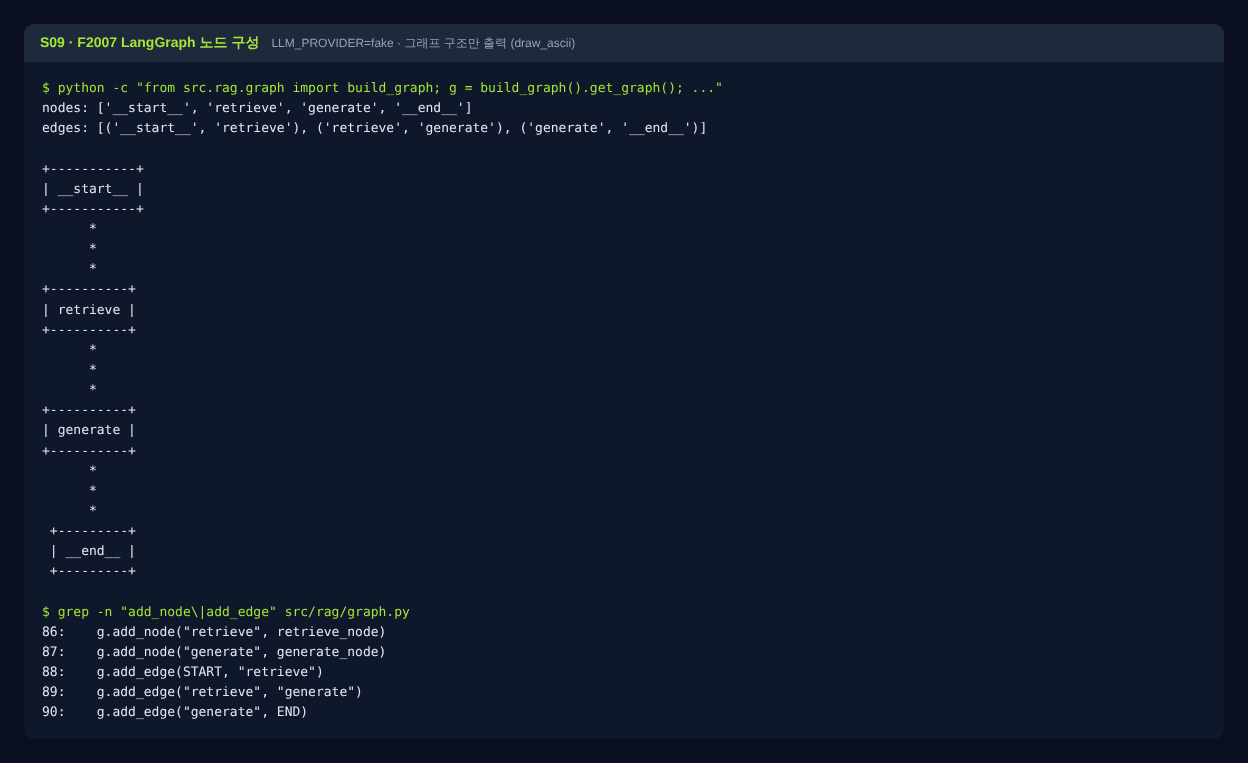 S09 · F2007 LangGraph 노드 구성 LLM_PROVIDER=fake · 그래프 구조만 출력 (draw_ascii)
$ python -c "from src.rag.graph import build_graph; g = build_graph().get_graph(); ..."
nodes: ['__start__', 'retrieve', 'generate', '__end__']
edges: [('__start__', 'retrieve'), ('retrieve', 'generate'), ('generate', '__end__')]

+-----------+
| __start__ |
+-----------+
      *
      *
      *
+----------+
| retrieve |
+----------+
      *
      *
      *
+----------+
| generate |
+----------+
      *
      *
      *
 +---------+
 | __end__ |
 +---------+

$ grep -n "add_node\|add_edge" src/rag/graph.py
86:    g.add_node("retrieve", retrieve_node)
87:    g.add_node("generate", generate_node)
88:    g.add_edge(START, "retrieve")
89:    g.add_edge("retrieve", "generate")
90:    g.add_edge("generate", END)